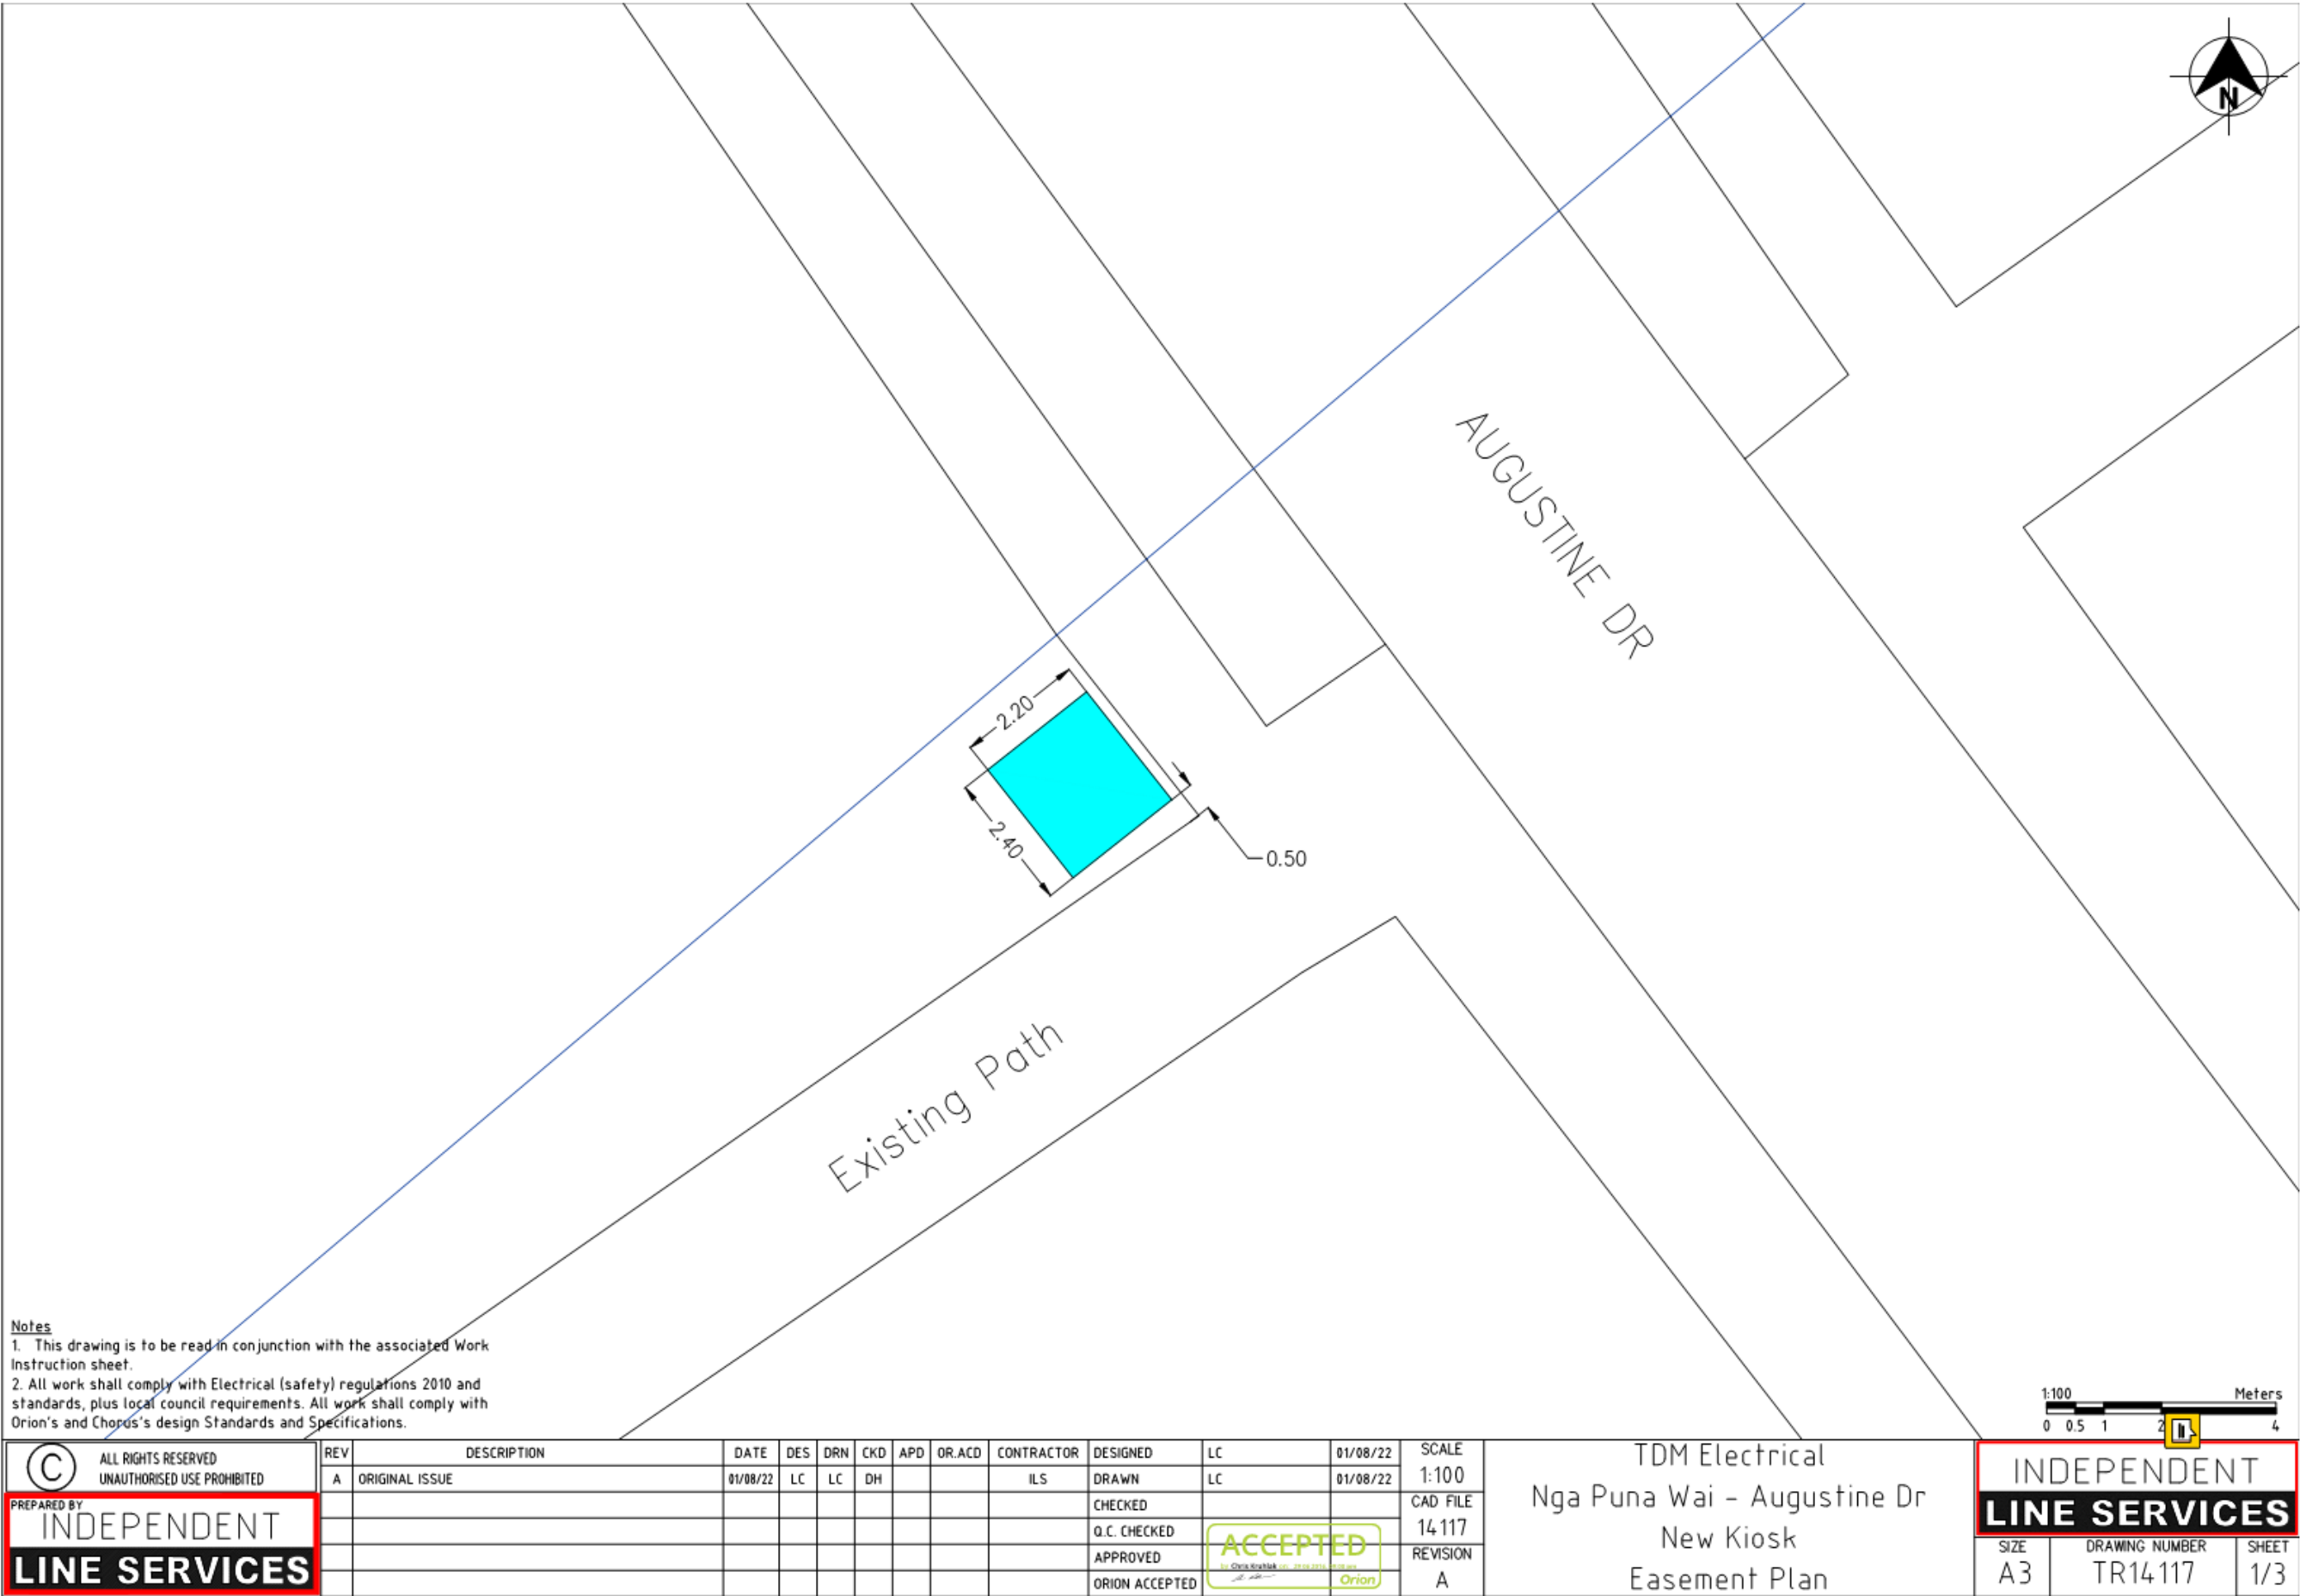 N
AUGUSTINE DR
2.20
2.40
0.50
Existing Path
Notes
1. This drawing is to be read in conjunction with the associated Work
Instruction sheet.
2. All work shall comply with Electrical (safety) regulations 2010 and
standards, plus local council requirements. All work shall comply with
Orion's and Chorus's design Standards and Specifications.
1:100 Meters
0 0.5 1 2 4
ALL RIGHTS RESERVED
UNAUTHORISED USE PROHIBITED
C
PREPARED BY
INDEPENDENT
LINE SERVICES
REV DESCRIPTION DATE DES DRN CKD APD OR.ACD CONTRACTOR
A ORIGINAL ISSUE 01/08/22 LC LC DH ILS
DESIGNED LC 01/08/22
DRAWN LC 01/08/22
CHECKED
Q.C. CHECKED
APPROVED
ORION ACCEPTED
ACCEPTED
Chris Kruhlak
Orion
SCALE
1:100
CAD FILE
14117
REVISION
A
TDM Electrical
Nga Puna Wai - Augustine Dr
New Kiosk
Easement Plan
INDEPENDENT
LINE SERVICES
SIZE DRAWING NUMBER SHEET
A3 TR14117 1/3